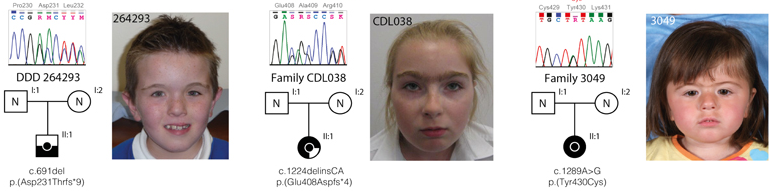 Pro230 Asp231 Leu232
C C G R M C Y Y M
DDD 264293
N
I:1
N
I:2
II:1
c.691del
p.(Asp231Thrfs*9)
264293
Glu408 Ala409 Arg410
G A S R S C C S K
Family CDL038
N
I:1
N
I:2
II:1
c.1224delinsCA
p.(Glu408Aspfs*4)
CDL038
Cys429 Tyr430 Lys431
T G C T R T A A G
Family 3049
N
I:1
N
I:2
II:1
c.1289A>G
p.(Tyr430Cys)
3049